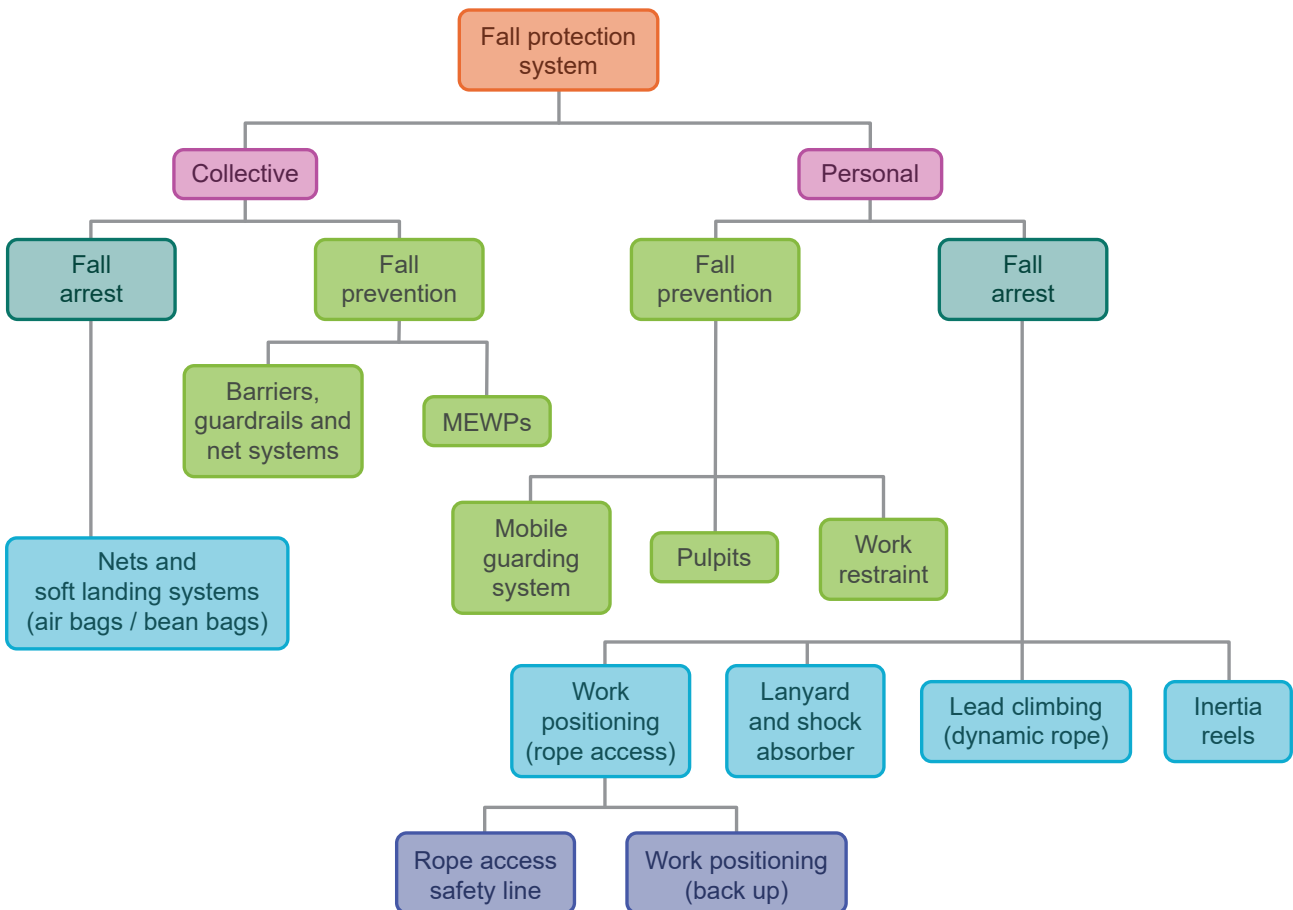 Fall protection
system
Collective
Personal
Fall
arrest
Fall
prevention
Fall
prevention
Fall
arrest
Barriers,
guardrails and
net systems
MEWPs
Mobile
guarding
system
Pulpits
Work
restraint
Nets and
soft landing systems
(air bags / bean bags)
Work
positioning
(rope access)
Lanyard
and shock
absorber
Lead climbing
(dynamic rope)
Inertia
reels
Rope access
safety line
Work positioning
(back up)